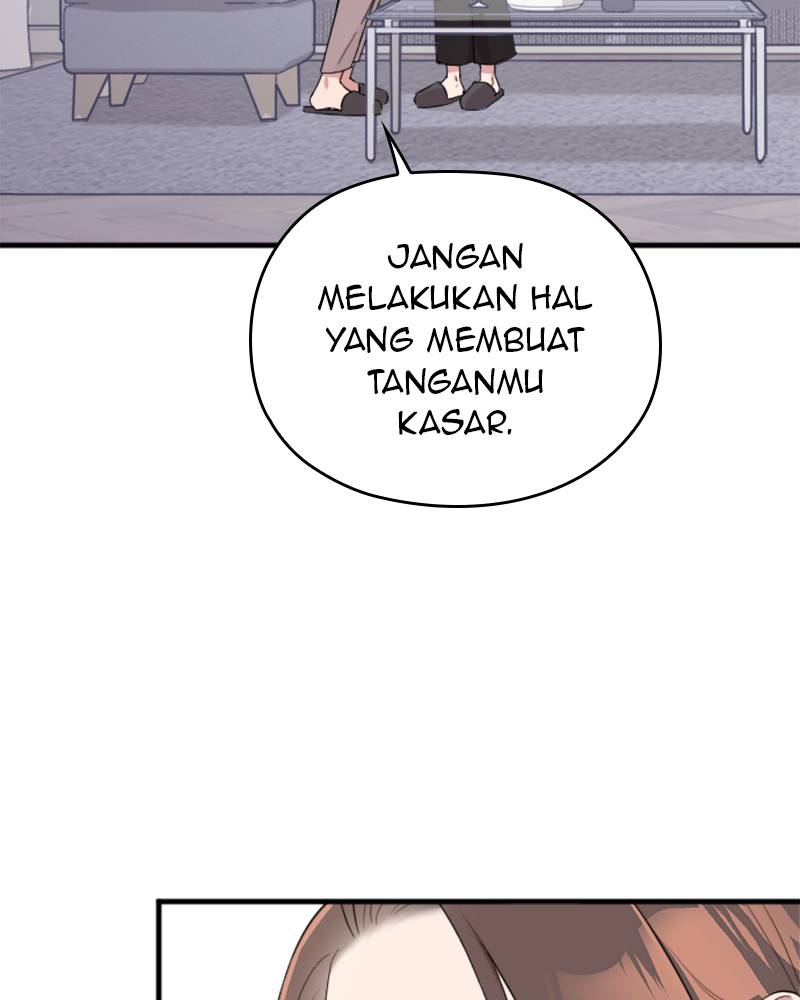 JANGAN
MELAKUKAN HAL
YANG MEMBUAT
TANGANMU
KASAR.